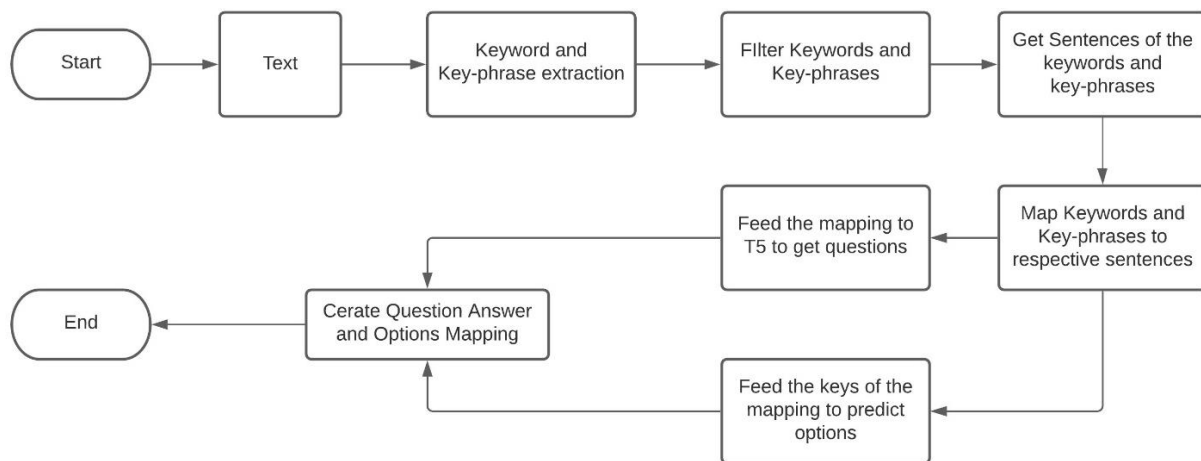 Start
Text
Keyword and
Key-phrase extraction
FIlter Keywords and
Key-phrases
Get Sentences of the
keywords and
key-phrases
Map Keywords and
Key-phrases to
respective sentences
Feed the mapping to
T5 to get questions
Feed the keys of the
mapping to predict
options
Cerate Question Answer
and Options Mapping
End